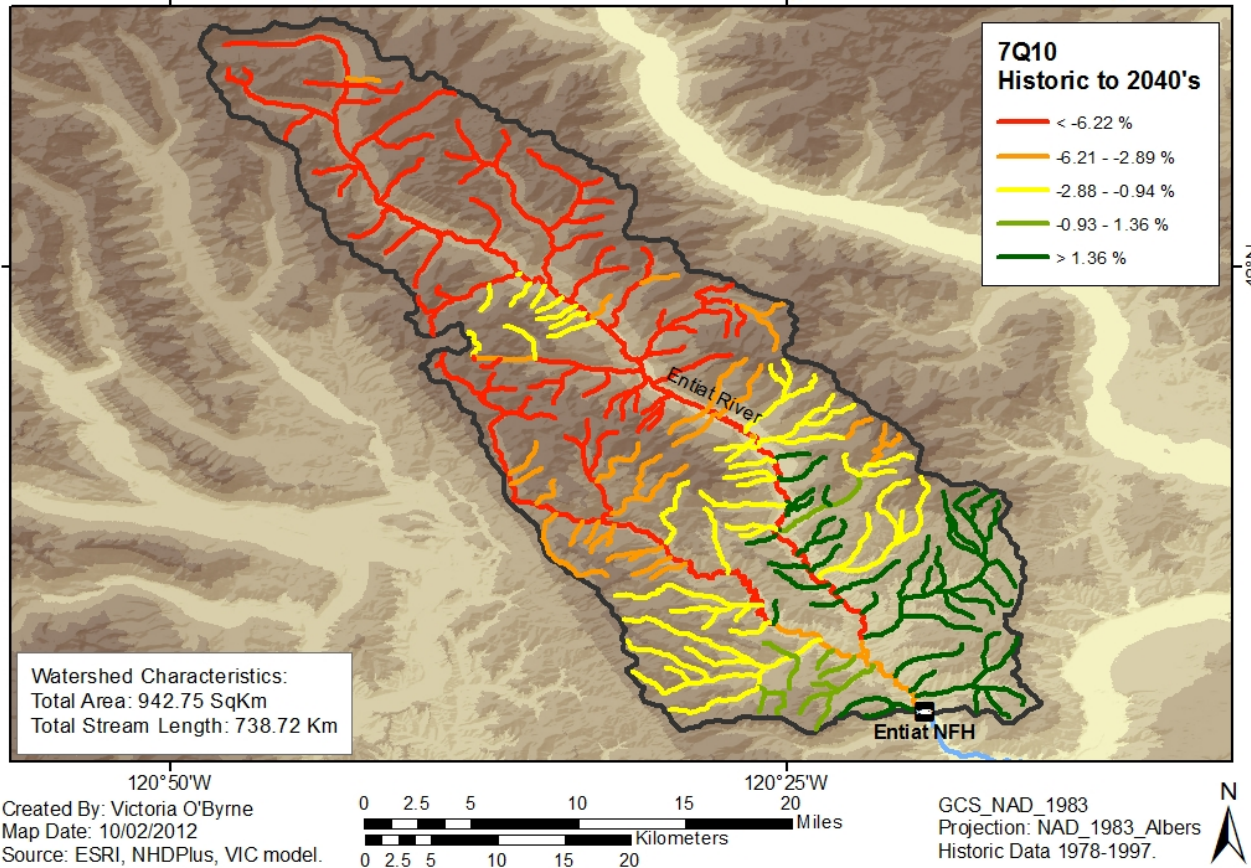 7Q10
Historic to 2040's
< -6.22 %
-6.21 - -2.89 %
-2.88 - -0.94 %
-0.93 - 1.36 %
> 1.36 %
Entiat River
Watershed Characteristics:
Total Area: 942.75 SqKm
Total Stream Length: 738.72 Km
Entiat NFH
120°50'W
120°25'W
Created By: Victoria O'Byrne
Map Date: 10/02/2012
Source: ESRI, NHDPlus, VIC model.
0 2.5 5 10 15 20
Miles
Kilometers
0 2.5 5 10 15 20
GCS_NAD_1983
Projection: NAD_1983_Albers
Historic Data 1978-1997.
N